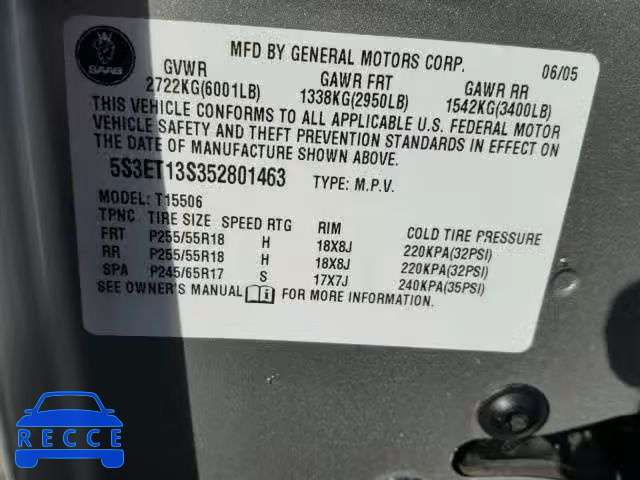 SAAB
MFD BY GENERAL MOTORS CORP. 06/05
GVWR GAWR FRT GAWR RR
2722KG(6001LB) 1338KG(2950LB) 1542KG(3400LB)
THIS VEHICLE CONFORMS TO ALL APPLICABLE U.S. FEDERAL MOTOR
VEHICLE SAFETY AND THEFT PREVENTION STANDARDS IN EFFECT ON
THE DATE OF MANUFACTURE SHOWN ABOVE.
5S3ET13S352801463 TYPE: M.P.V.
MODEL: T15506
TPNC TIRE SIZE SPEED RTG RIM COLD TIRE PRESSURE
FRT P255/55R18 H 18X8J 220KPA(32PSI)
RR P255/55R18 H 18X8J 220KPA(32PSI)
SPA P245/65R17 S 17X7J 240KPA(35PSI)
SEE OWNER'S MANUAL FOR MORE INFORMATION.
RECCE